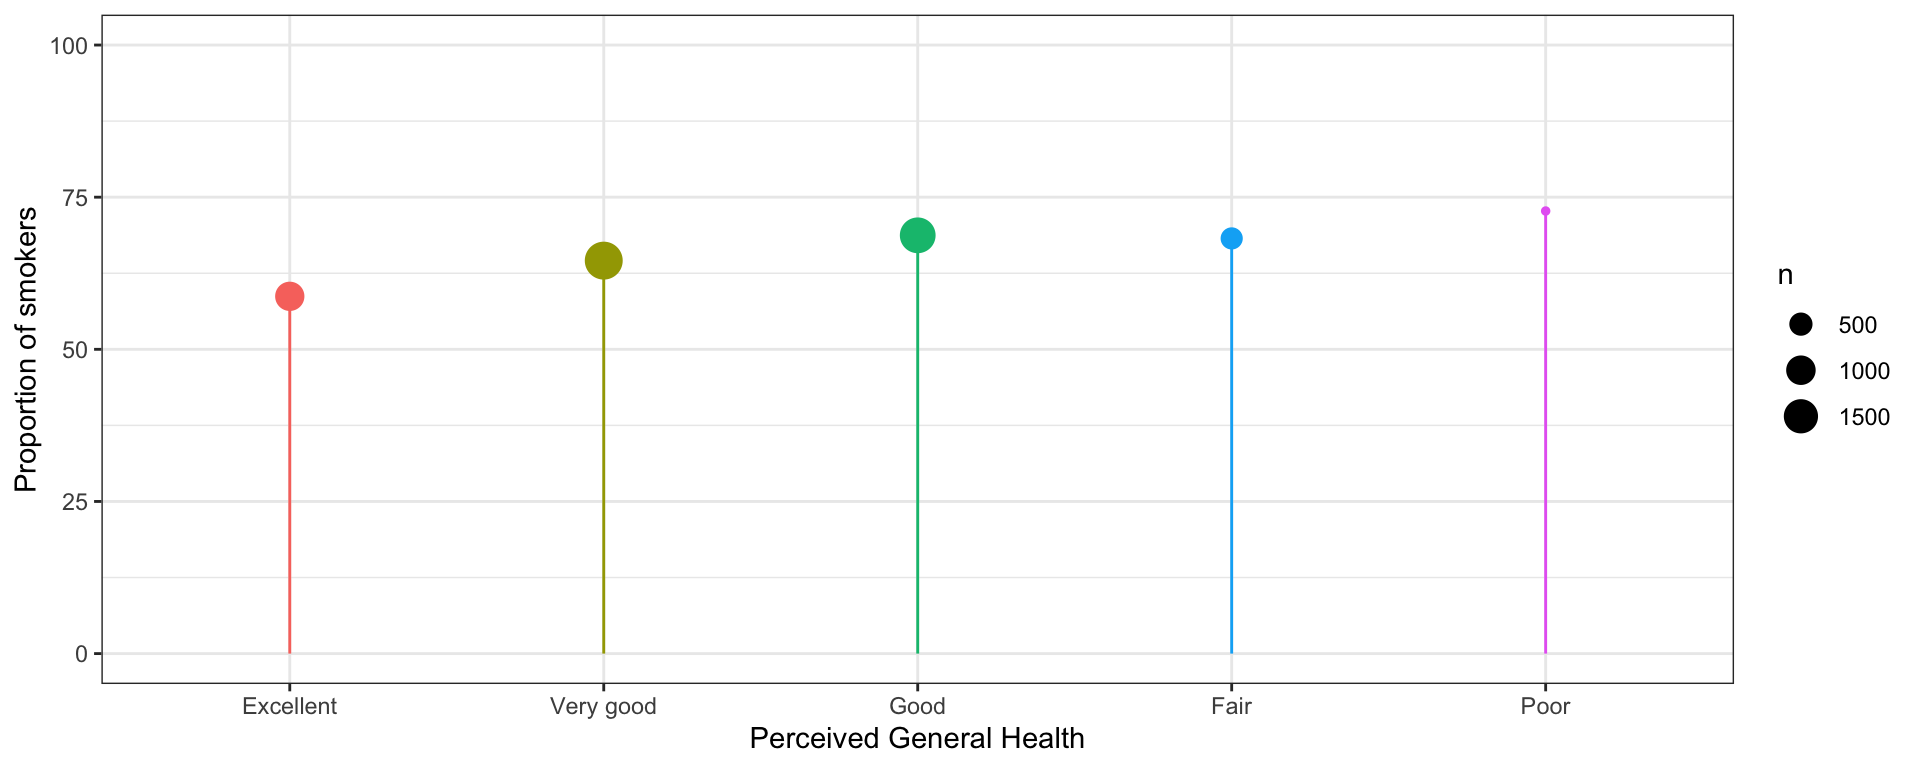 Proportion of smokers
100
75
50
25
0
Excellent
Very good
Good
Fair
Poor
Perceived General Health
n
500
1000
1500